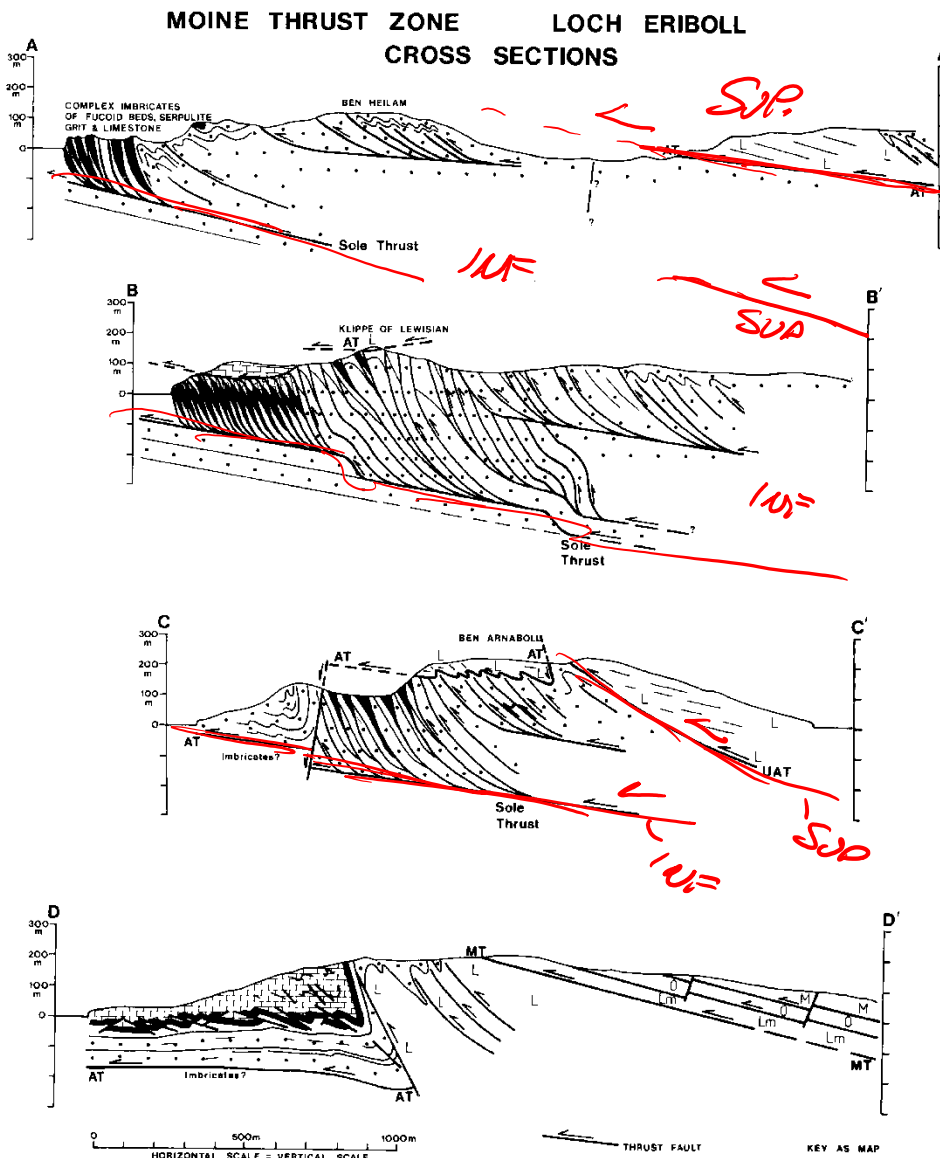 MOINE THRUST ZONE LOCH ERIBOLL
CROSS SECTIONS
A
300
m
200
100
0
COMPLEX IMBRICATES
OF FUCOID BEDS, SERPULITE
GRIT & LIMESTONE
BEN HEILAM
SUP.
AT
L
L
L
AT
?
?
Sole Thrust
INF
B
B'
300
m
200
100
0
KLIPPE OF LEWISIAN
AT L
SUP
INF
?
Sole
Thrust
C
C'
300
m
200
100
0
BEN ARNABOLL
AT
L
L
AT
L
L
L
L
L
AT
Imbricates?
UAT
Sole
Thrust
SUP
INF
D
D'
300
m
200
100
0
MT
L
L
L
L
L
O
Lm
M
O
Lm
M
O
Lm
MT
AT
Imbricates?
AT
0 500m 1000m
HORIZONTAL SCALE = VERTICAL SCALE
THRUST FAULT
KEY AS MAP